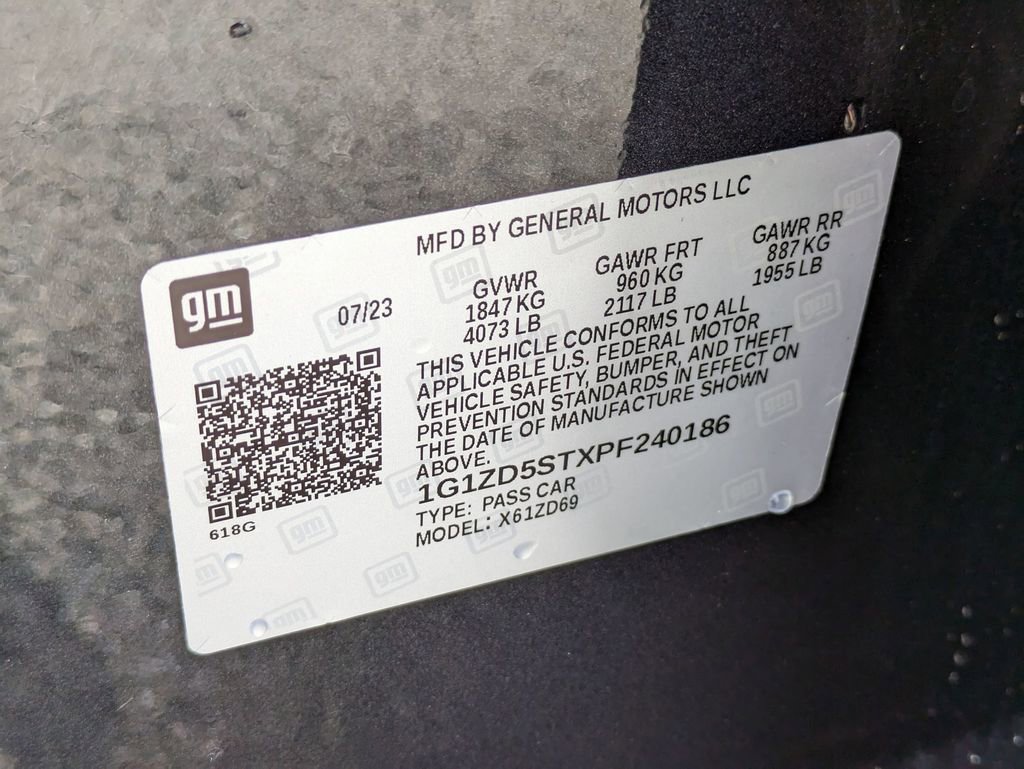 MFD BY GENERAL MOTORS LLC
gm
07/23
GVWR
1847 KG
4073 LB
GAWR FRT
960 KG
2117 LB
GAWR RR
887 KG
1955 LB
THIS VEHICLE CONFORMS TO ALL
APPLICABLE U.S. FEDERAL MOTOR
VEHICLE SAFETY, BUMPER, AND THEFT
PREVENTION STANDARDS IN EFFECT ON
THE DATE OF MANUFACTURE SHOWN
ABOVE.
1G1ZD5STXPF240186
TYPE: PASS CAR
MODEL: X61ZD69
618G